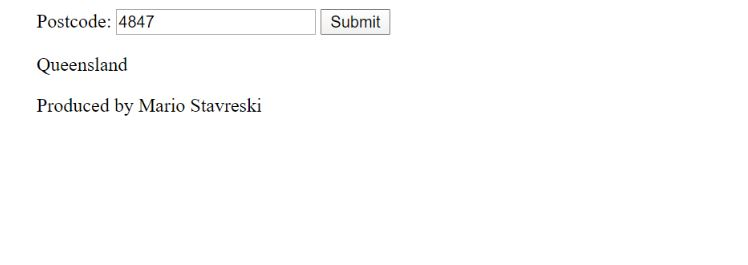 Postcode: 4847 Submit
Queensland
Produced by Mario Stavreski